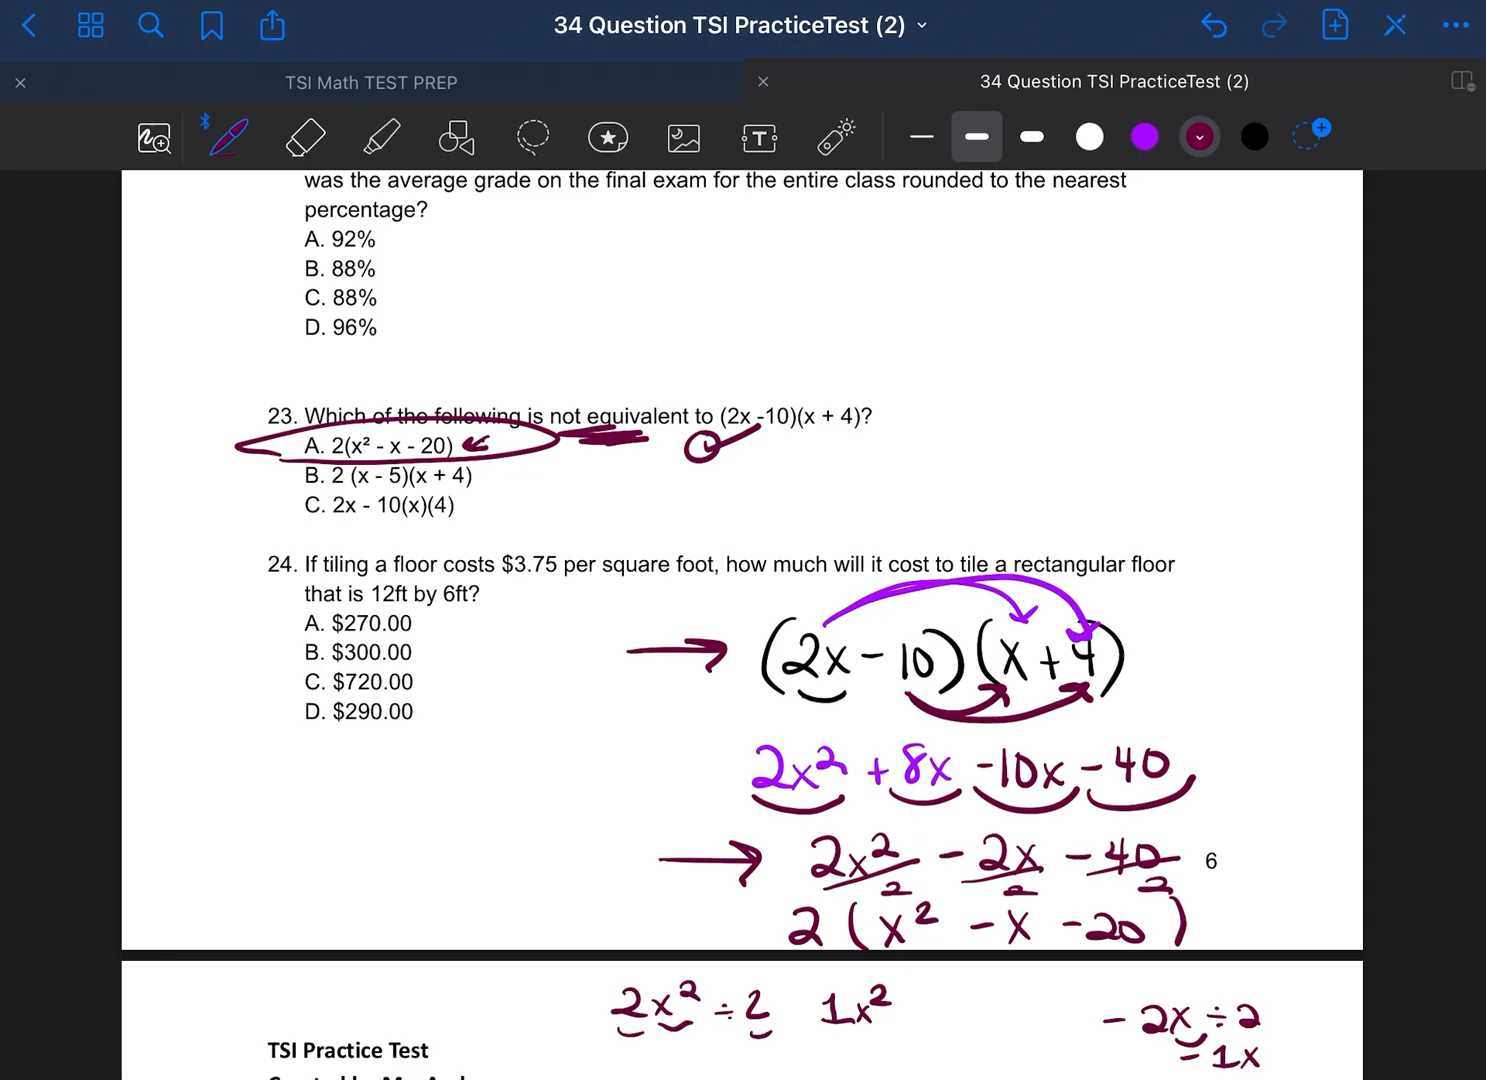 34 Question TSI PracticeTest (2)
TSI Math TEST PREP
34 Question TSI PracticeTest (2)
was the average grade on the final exam for the entire class rounded to the nearest
percentage?
A. 92%
B. 88%
C. 88%
D. 96%
23. Which of the following is not equivalent to (2x -10)(x + 4)?
A. 2(x² - x - 20)
B. 2 (x - 5)(x + 4)
C. 2x - 10(x)(4)
24. If tiling a floor costs $3.75 per square foot, how much will it cost to tile a rectangular floor
that is 12ft by 6ft?
A. $270.00
B. $300.00
C. $720.00
D. $290.00
(2x - 10)(x + 4)
2x² + 8x - 10x - 40
2x²/2 - 2x/2 - 40/2
6
2 (x² - x - 20)
2x² ÷ 2 1x²
- 2x ÷ 2
- 1x
TSI Practice Test